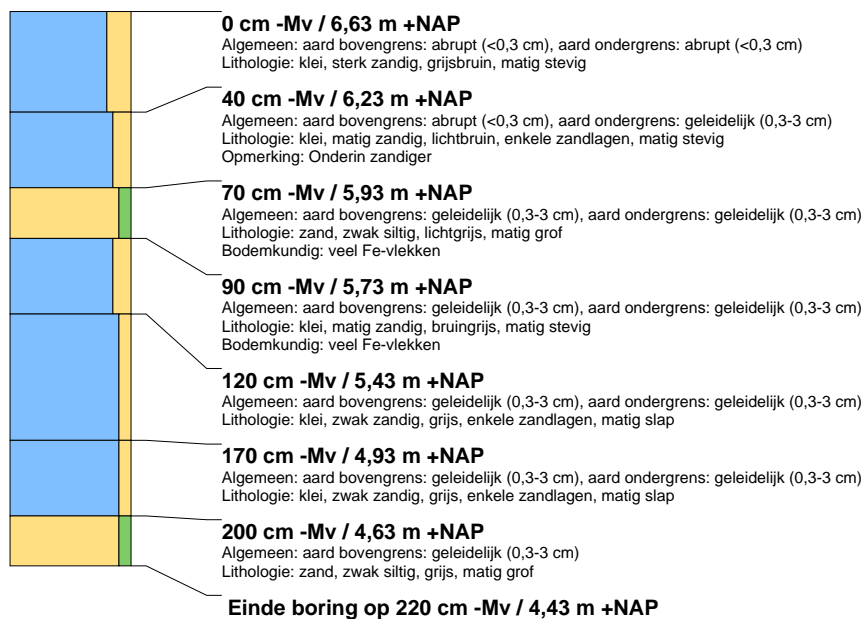 0 cm -Mv / 6,63 m +NAP
Algemeen: aard bovengrens: abrupt (<0,3 cm), aard ondergrens: abrupt (<0,3 cm)
Lithologie: klei, sterk zandig, grijsbruin, matig stevig
40 cm -Mv / 6,23 m +NAP
Algemeen: aard bovengrens: abrupt (<0,3 cm), aard ondergrens: geleidelijk (0,3-3 cm)
Lithologie: klei, matig zandig, lichtbruin, enkele zandlagen, matig stevig
Opmerking: Onderin zandiger
70 cm -Mv / 5,93 m +NAP
Algemeen: aard bovengrens: geleidelijk (0,3-3 cm), aard ondergrens: geleidelijk (0,3-3 cm)
Lithologie: zand, zwak siltig, lichtgrijs, matig grof
Bodemkundig: veel Fe-vlekken
90 cm -Mv / 5,73 m +NAP
Algemeen: aard bovengrens: geleidelijk (0,3-3 cm), aard ondergrens: geleidelijk (0,3-3 cm)
Lithologie: klei, matig zandig, bruingrijs, matig stevig
Bodemkundig: veel Fe-vlekken
120 cm -Mv / 5,43 m +NAP
Algemeen: aard bovengrens: geleidelijk (0,3-3 cm), aard ondergrens: geleidelijk (0,3-3 cm)
Lithologie: klei, zwak zandig, grijs, enkele zandlagen, matig slap
170 cm -Mv / 4,93 m +NAP
Algemeen: aard bovengrens: geleidelijk (0,3-3 cm), aard ondergrens: geleidelijk (0,3-3 cm)
Lithologie: klei, zwak zandig, grijs, enkele zandlagen, matig slap
200 cm -Mv / 4,63 m +NAP
Algemeen: aard bovengrens: geleidelijk (0,3-3 cm)
Lithologie: zand, zwak siltig, grijs, matig grof
Einde boring op 220 cm -Mv / 4,43 m +NAP